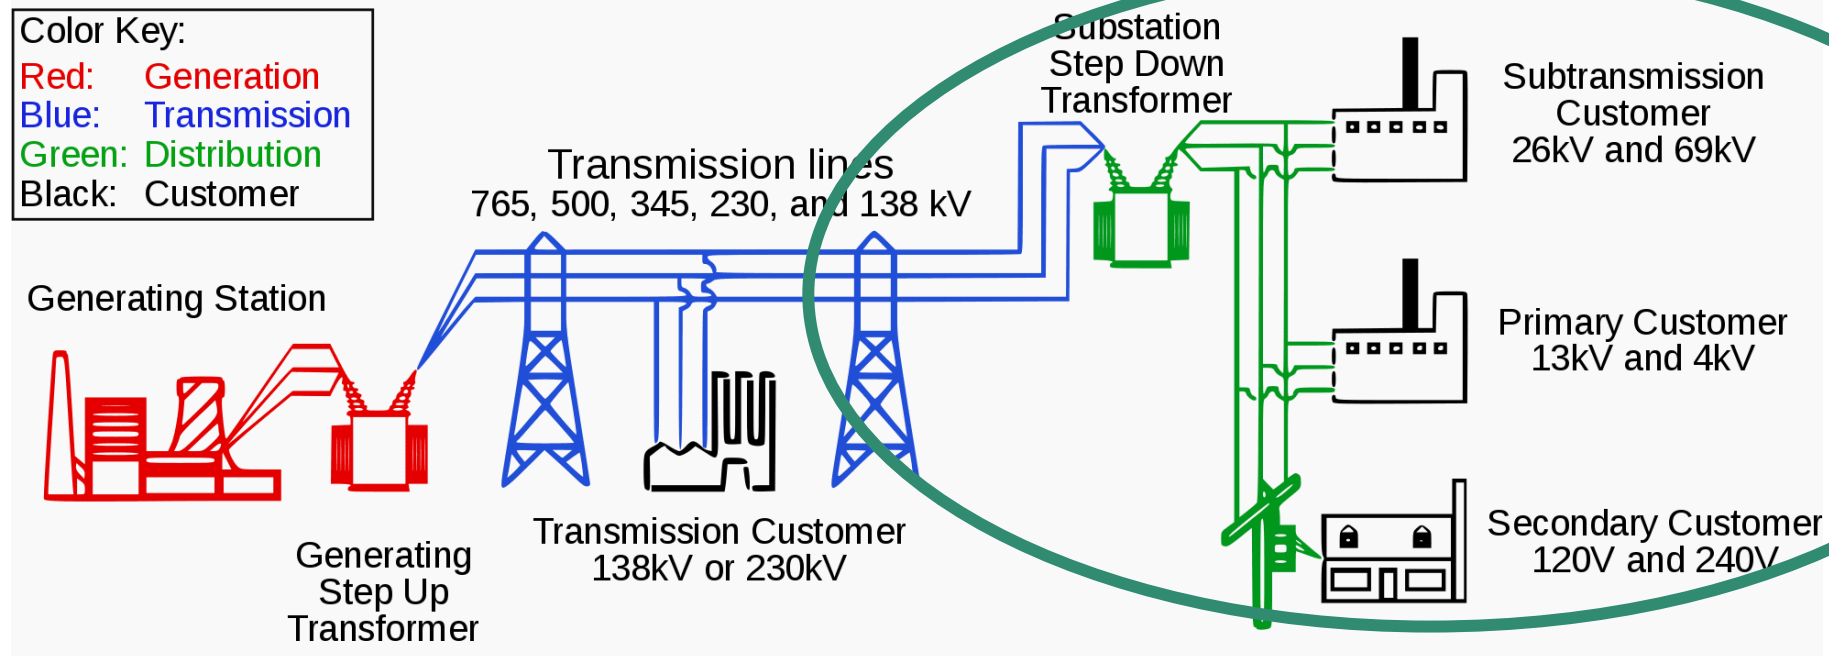 Color Key:
Red: Generation
Blue: Transmission
Green: Distribution
Black: Customer
Substation
Step Down
Transformer
Subtransmission
Customer
26kV and 69kV
Transmission lines
765, 500, 345, 230, and 138 kV
Generating Station
Primary Customer
13kV and 4kV
Generating
Step Up
Transformer
Transmission Customer
138kV or 230kV
Secondary Customer
120V and 240V